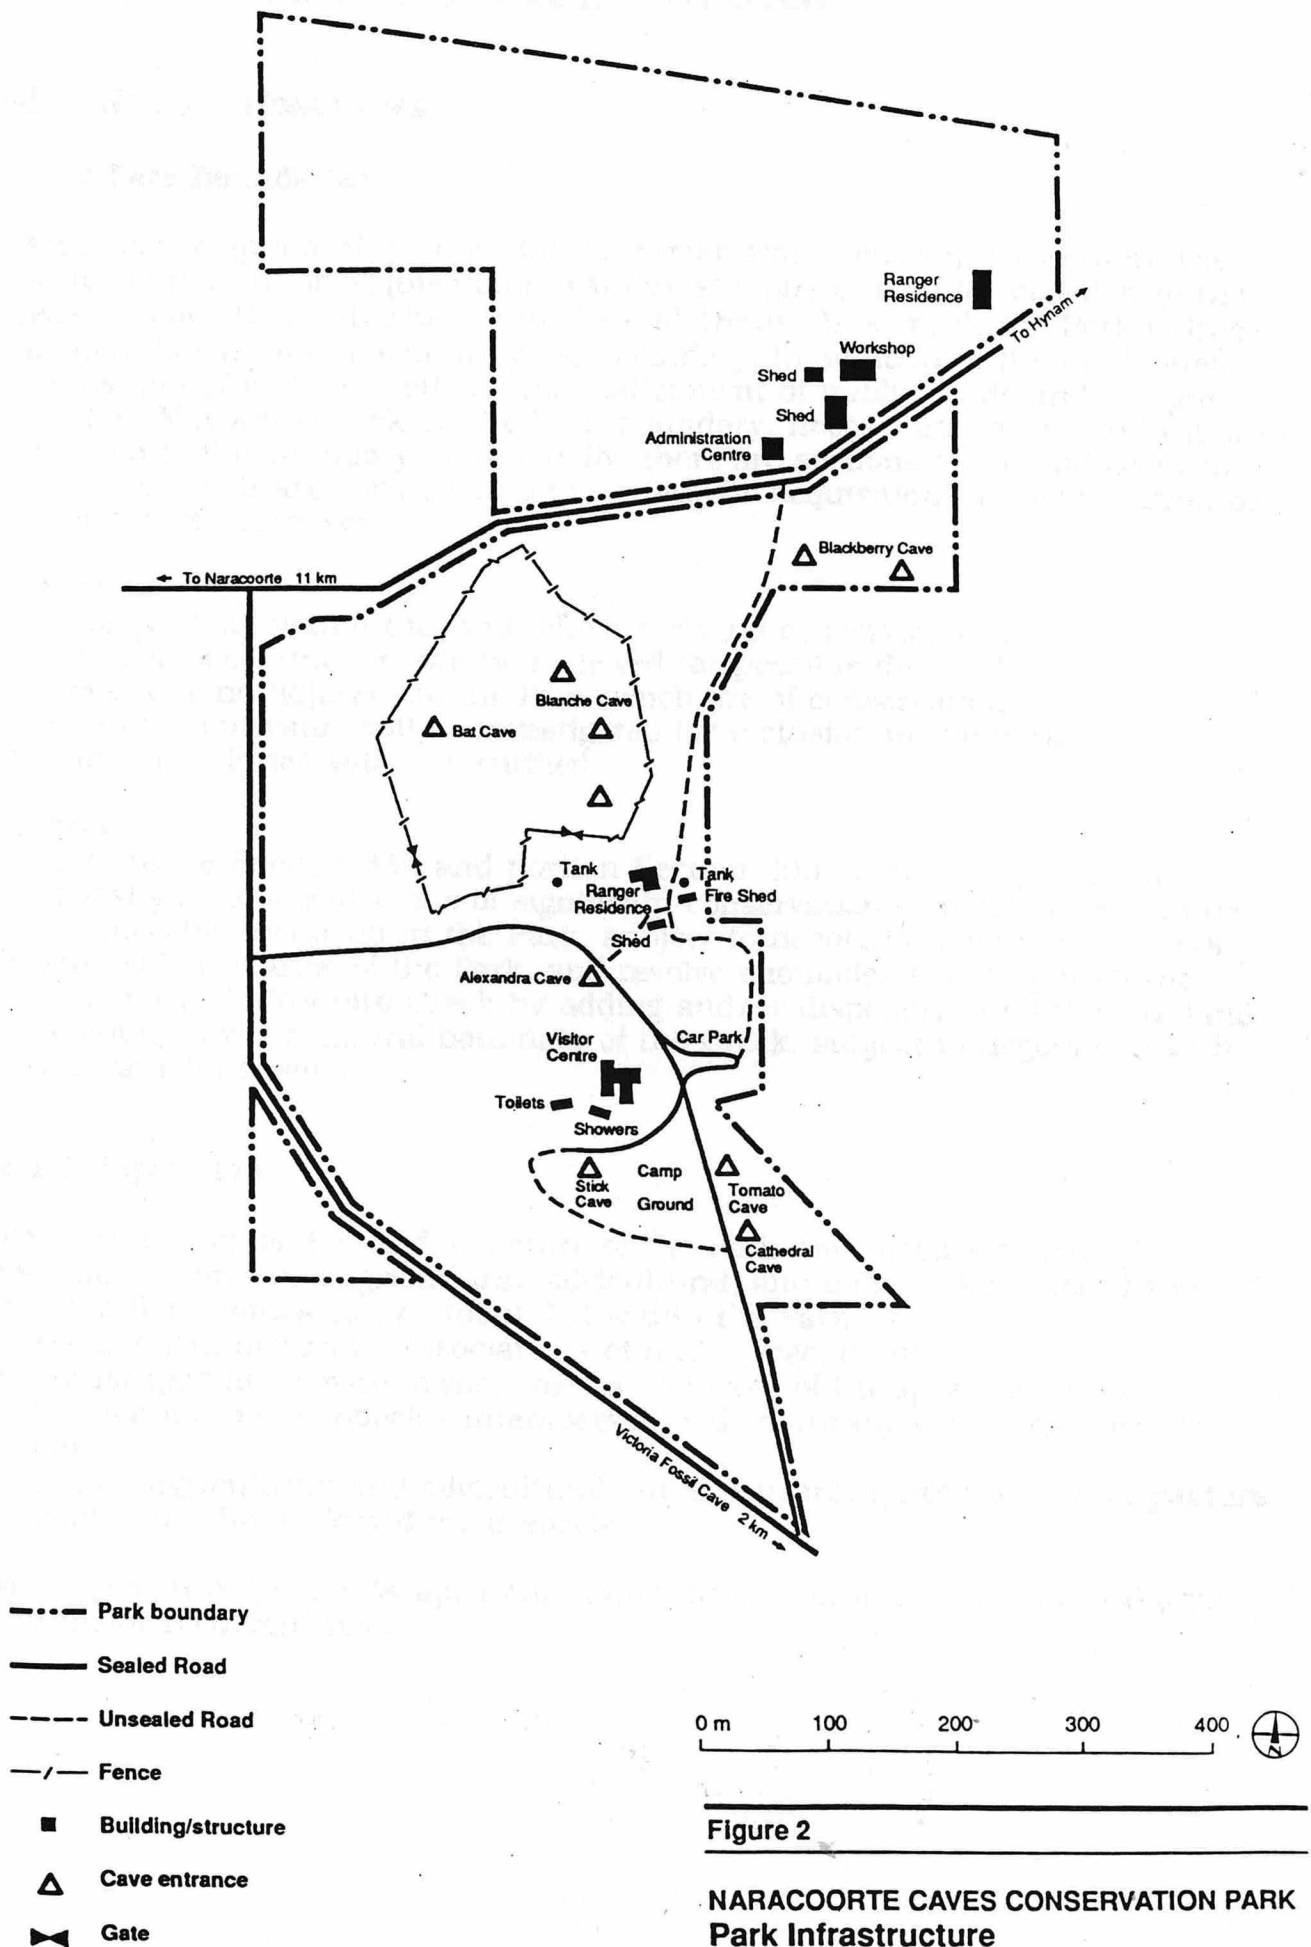 Ranger
Residence
To Hynam
Workshop
Shed
Shed
Administration
Centre
Blackberry Cave
← To Naracoorte 11 km
Blanche Cave
Bat Cave
Tank
Tank
Ranger
Residence
Fire Shed
Shed
Alexandra Cave
Car Park
Visitor
Centre
Toilets
Showers
Stick
Cave
Camp
Ground
Tomato
Cave
Cathedral
Cave
Victoria Fossil Cave 2 km →
Park boundary
Sealed Road
Unsealed Road
Fence
Building/structure
Cave entrance
Gate
0 m 100 200 300 400
N
Figure 2
NARACOORTE CAVES CONSERVATION PARK
Park Infrastructure